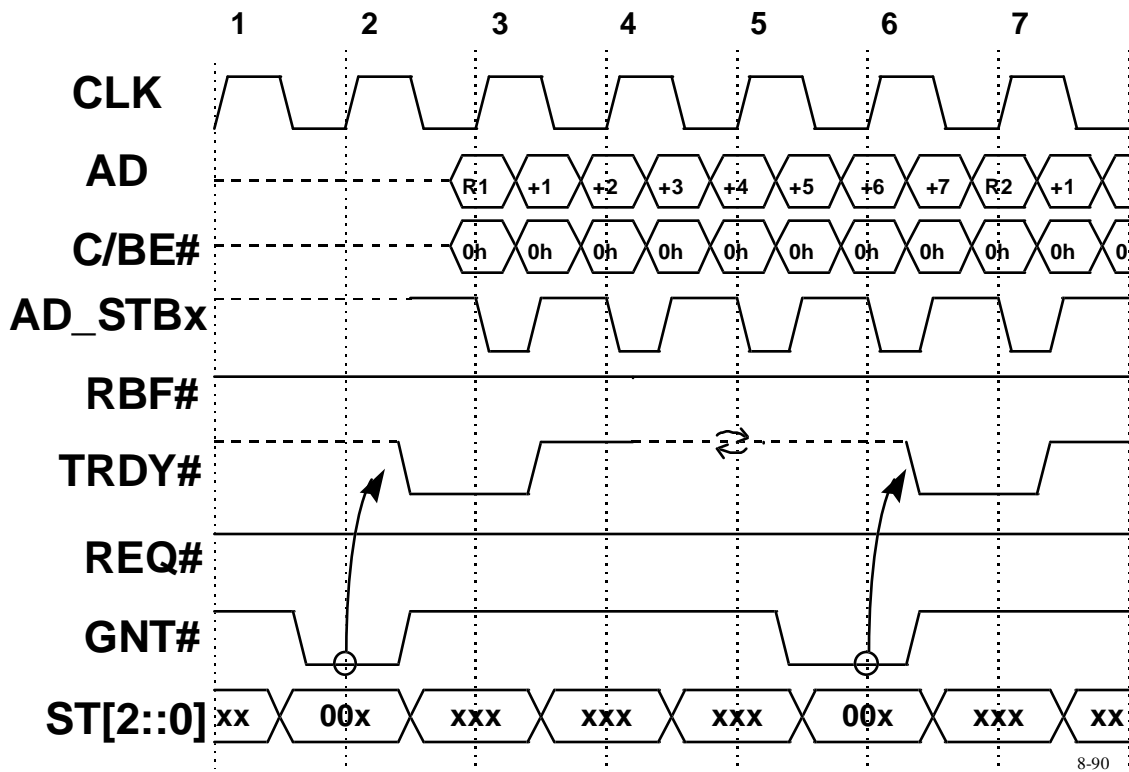 1 2 3 4 5 6 7
CLK
AD R1 +1 +2 +3 +4 +5 +6 +7 R2 +1
C/BE# 0h 0h 0h 0h 0h 0h 0h 0h 0h 0h 0
AD_STBx
RBF#
TRDY#
REQ#
GNT#
ST[2::0] xx 00x xxx xxx xxx 00x xxx xx
8-90